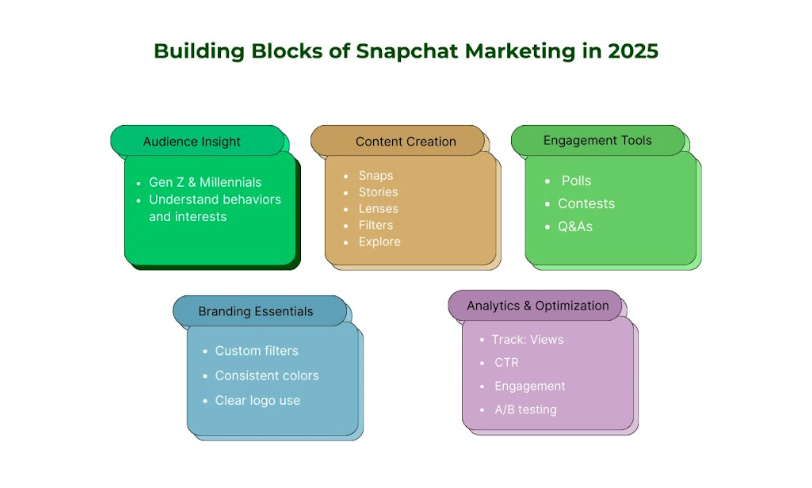 Building Blocks of Snapchat Marketing in 2025
Audience Insight
• Gen Z & Millennials
• Understand behaviors
and interests
Content Creation
• Snaps
• Stories
• Lenses
• Filters
• Explore
Engagement Tools
• Polls
• Contests
• Q&As
Branding Essentials
• Custom filters
• Consistent colors
• Clear logo use
Analytics & Optimization
• Track: Views
• CTR
• Engagement
• A/B testing